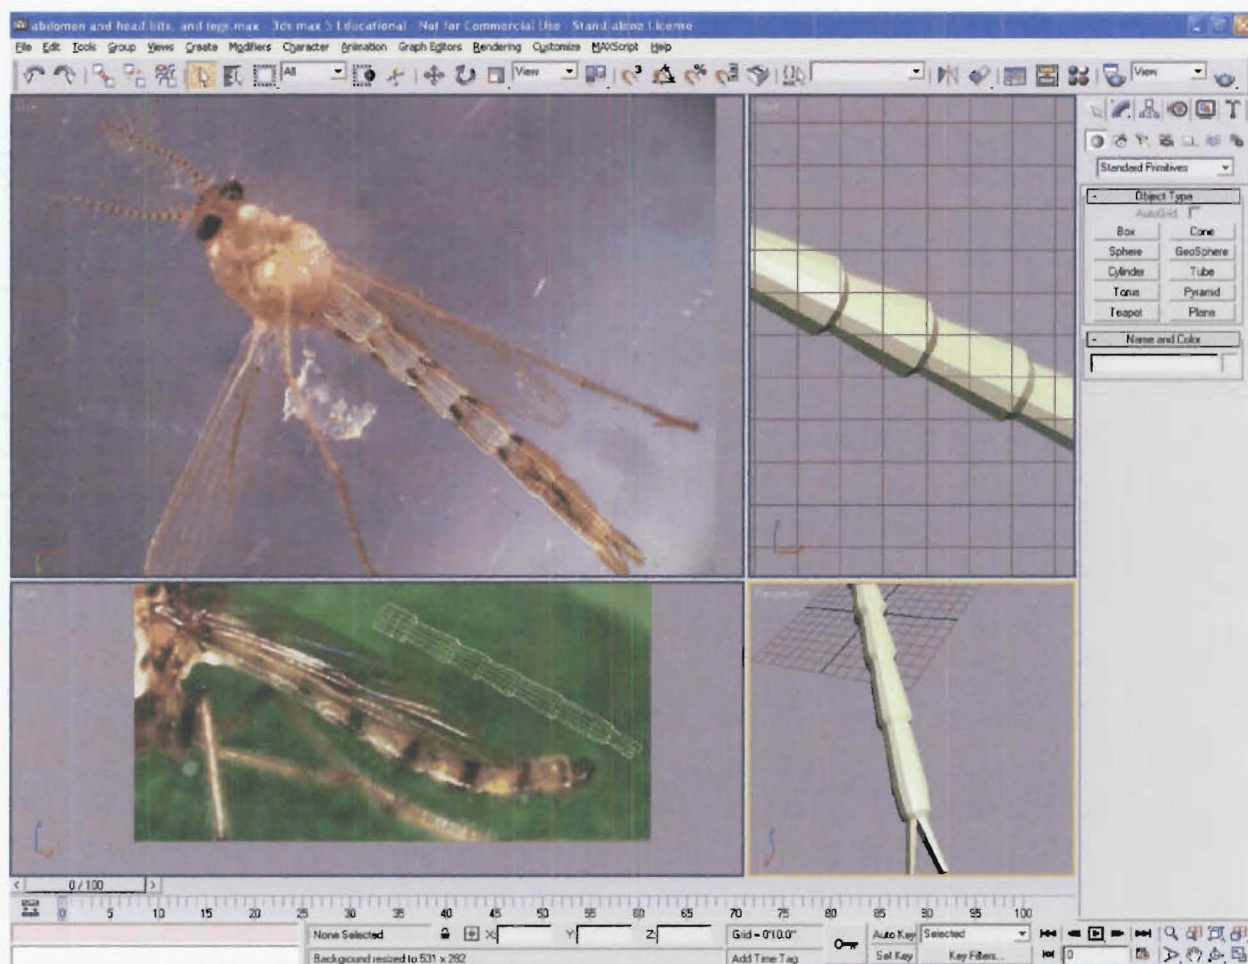 abdomen and head bits. and legs.max - 3ds max 5 Educational - Not for Commercial Use - Stand-alone License
File Edit Tools Group Views Create Modifiers Character Animation Graph Editors Rendering Customize MAXScript Help
All
View
View
Standard Primitives
- Object Type
AutoGrid
Box Cone
Sphere GeoSphere
Cylinder Tube
Torus Pyramid
Teapot Plane
- Name and Color
Perspective
< 0 / 100 >
0 5 10 15 20 25 30 35 40 45 50 55 60 65 70 75 80 85 90 95 100
None Selected X: Y: Z: Grid = 0'10.0" Auto Key Selected
Background resized to 531 x 282 Add Time Tag Set Key Key Filters... 0